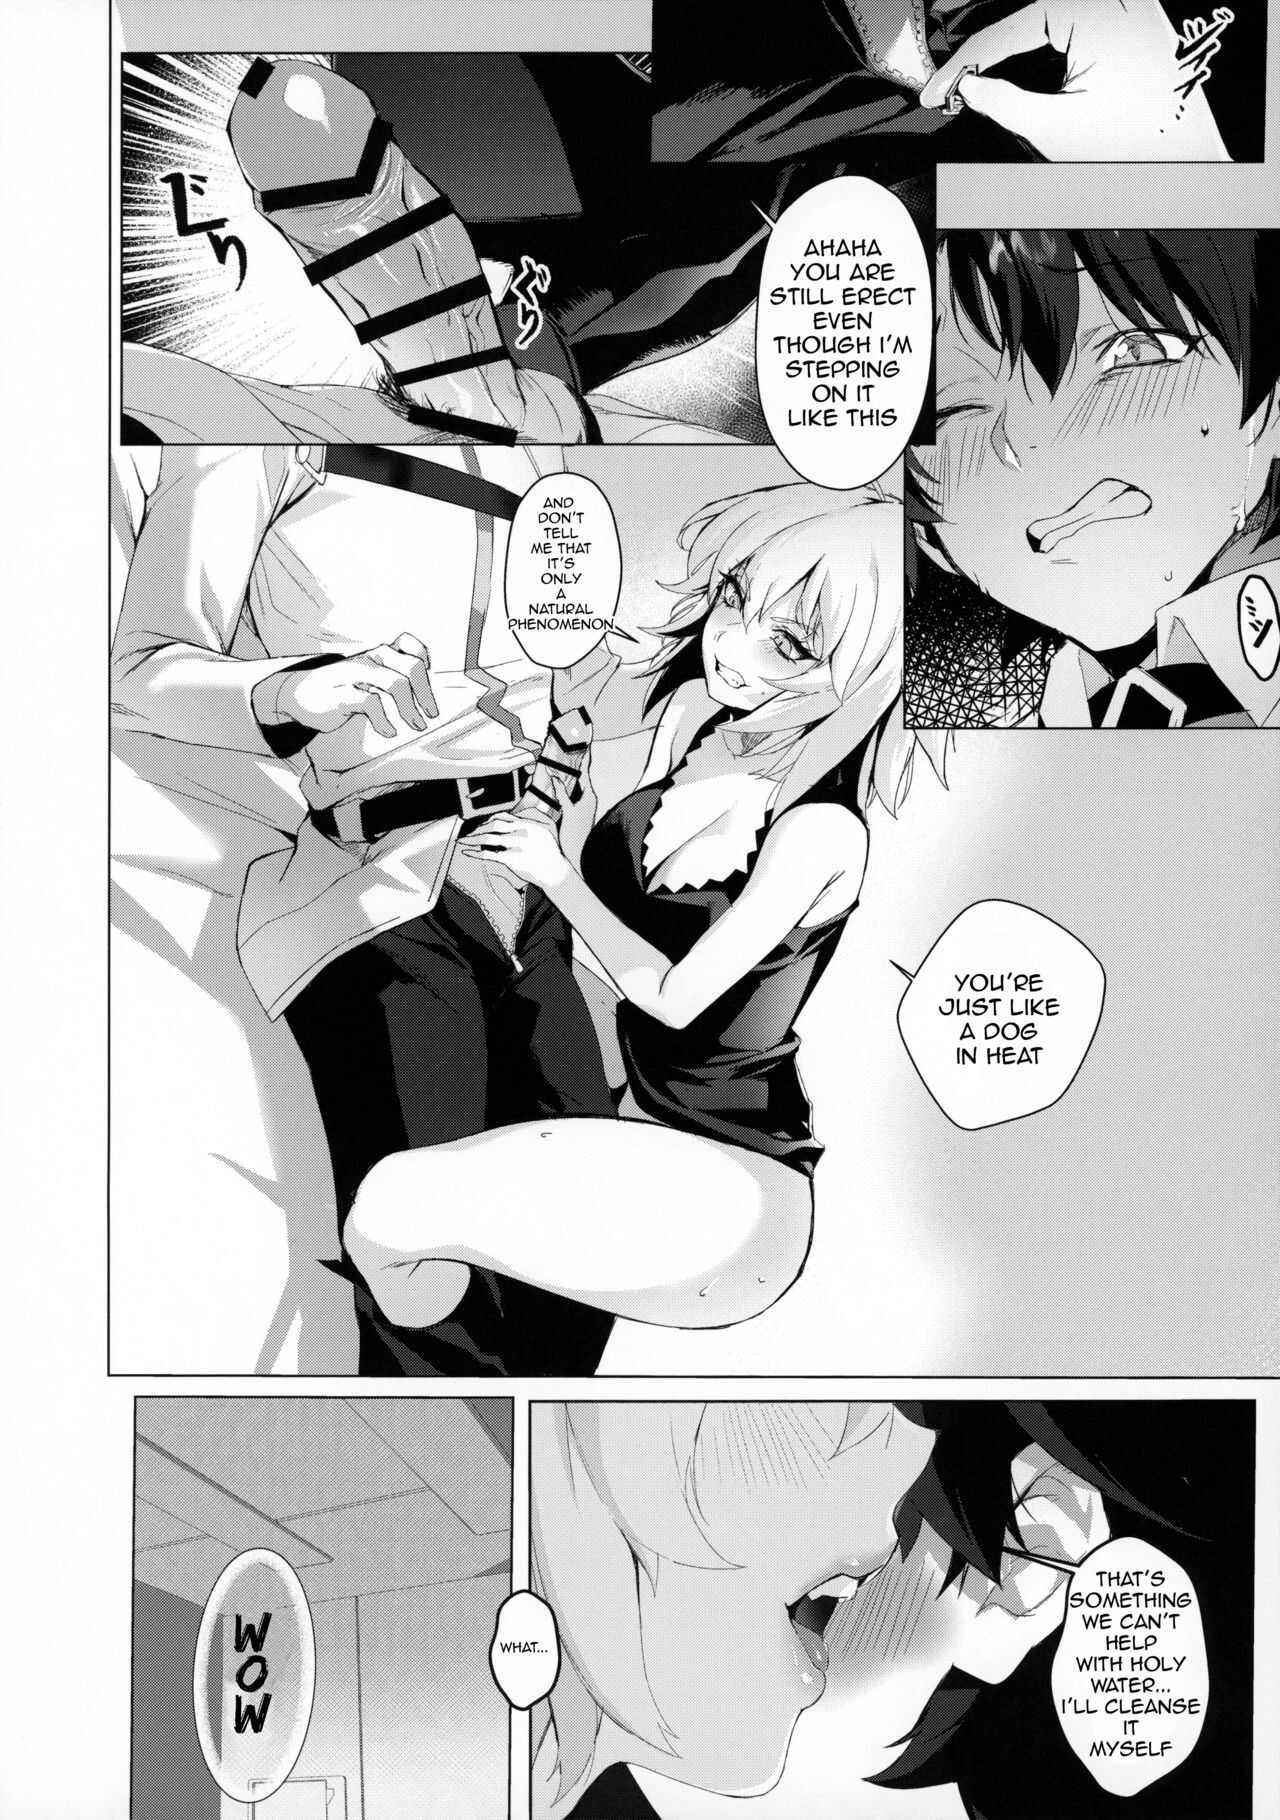 AHAHA
YOU ARE
STILL ERECT
EVEN
THOUGH I'M
STEPPING
ON IT
LIKE THIS
じり
ぐり
AND
DON'T
TELL
ME THAT
IT'S
ONLY
A
NATURAL
PHENOMENON
YOU'RE
JUST LIKE
A DOG
IN HEAT
THAT'S
SOMETHING
WE CAN'T
HELP
WITH HOLY
WATER...
I'LL CLEANSE
IT
MYSELF
WHAT...
WOW